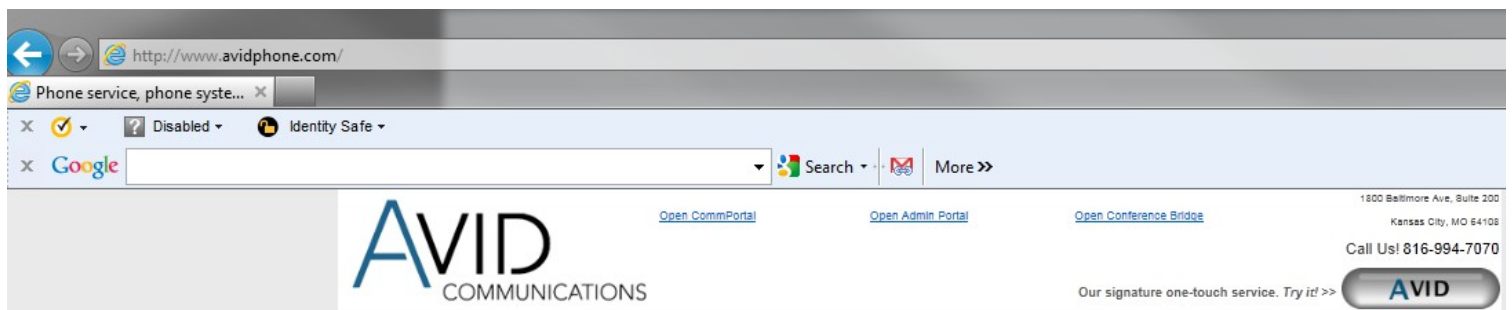 http://www.avidphone.com/
Phone service, phone syste...
Disabled
Identity Safe
Google
Search
More »
AVID
COMMUNICATIONS
Open CommPortal
Open Admin Portal
Open Conference Bridge
1800 Baltimore Ave, Suite 200
Kansas City, MO 64108
Call Us! 816-994-7070
Our signature one-touch service. Try it! >>
AVID